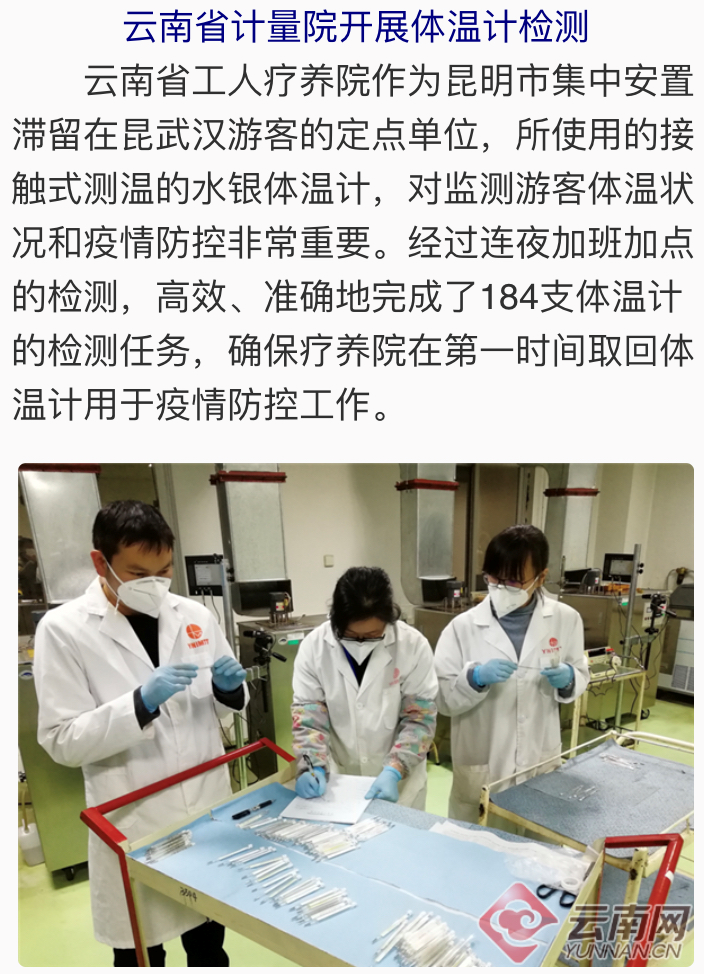 云南省计量院开展体温计检测
云南省工人疗养院作为昆明市集中安置
滞留在昆武汉游客的定点单位，所使用的接
触式测温的水银体温计，对监测游客体温状
况和疫情防控非常重要。经过连夜加班加点
的检测，高效、准确地完成了184支体温计
的检测任务，确保疗养院在第一时间取回体
温计用于疫情防控工作。
云南网
YUNNAN.CN